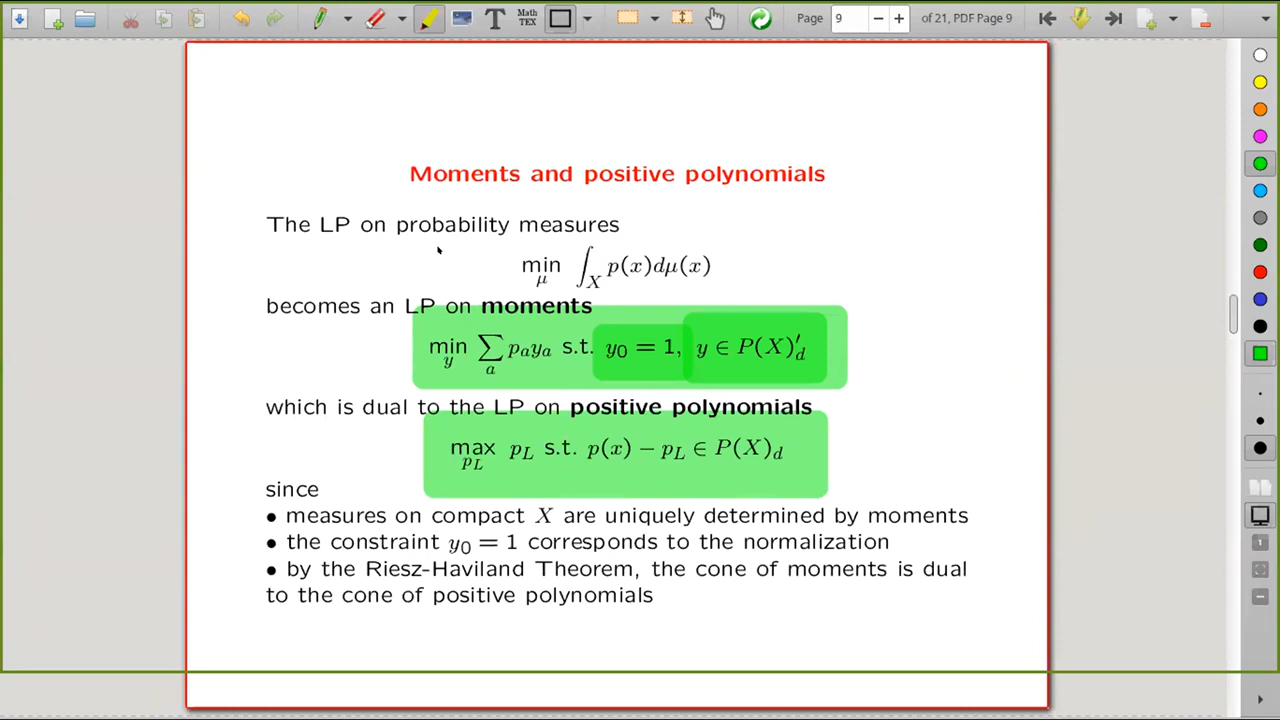 Math
TEX
Page 9 of 21, PDF Page 9
Moments and positive polynomials
The LP on probability measures
min_μ ∫_X p(x)dμ(x)
becomes an LP on moments
min_y ∑_a p_a y_a s.t. y_0 = 1, y ∈ P(X)'_d
which is dual to the LP on positive polynomials
max_{p_L} p_L s.t. p(x) − p_L ∈ P(X)_d
since
• measures on compact X are uniquely determined by moments
• the constraint y_0 = 1 corresponds to the normalization
• by the Riesz-Haviland Theorem, the cone of moments is dual
to the cone of positive polynomials